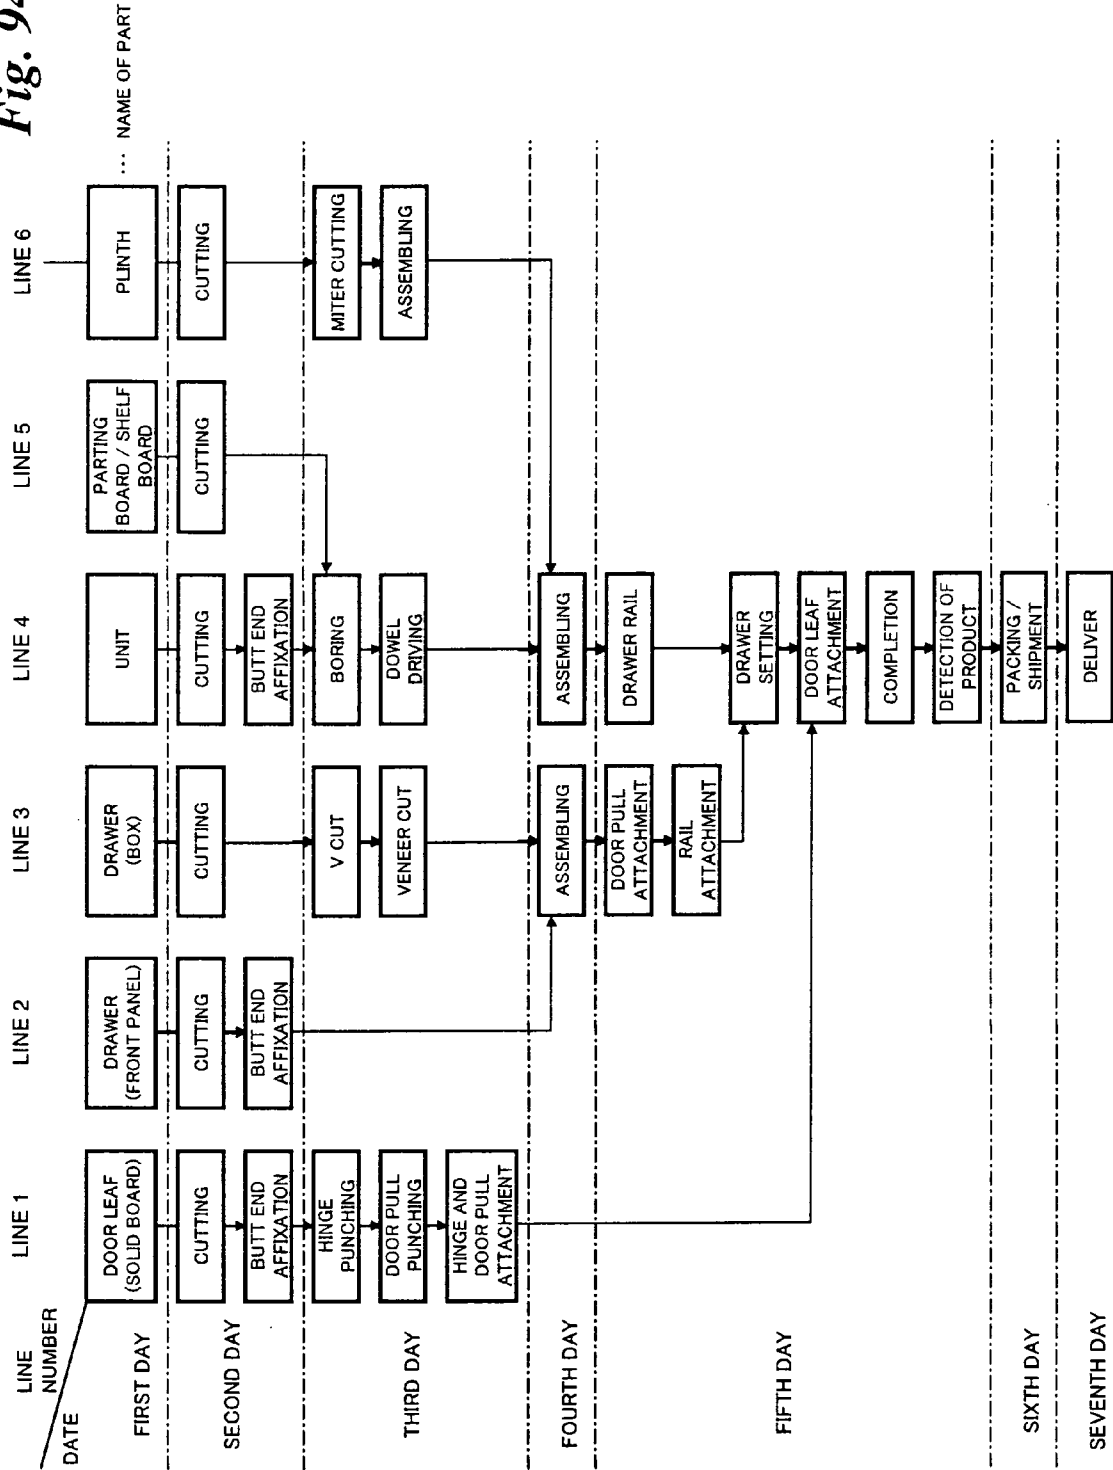 Fig. 94
LINE
NUMBER
DATE
LINE 1
LINE 2
LINE 3
LINE 4
LINE 5
LINE 6
FIRST DAY
DOOR LEAF
(SOLID BOARD)
DRAWER
(FRONT PANEL)
DRAWER
(BOX)
UNIT
PARTING
BOARD / SHELF
BOARD
PLINTH
··· NAME OF PART
SECOND DAY
CUTTING
CUTTING
CUTTING
CUTTING
CUTTING
CUTTING
BUTT END
AFFIXATION
BUTT END
AFFIXATION
BUTT END
AFFIXATION
THIRD DAY
HINGE
PUNCHING
V CUT
BORING
MITER CUTTING
DOOR PULL
PUNCHING
VENEER CUT
DOWEL
DRIVING
ASSEMBLING
HINGE AND
DOOR PULL
ATTACHMENT
FOURTH DAY
ASSEMBLING
ASSEMBLING
FIFTH DAY
DOOR PULL
ATTACHMENT
DRAWER RAIL
RAIL
ATTACHMENT
DRAWER
SETTING
DOOR LEAF
ATTACHMENT
COMPLETION
DETECTION OF
PRODUCT
SIXTH DAY
PACKING /
SHIPMENT
SEVENTH DAY
DELIVER